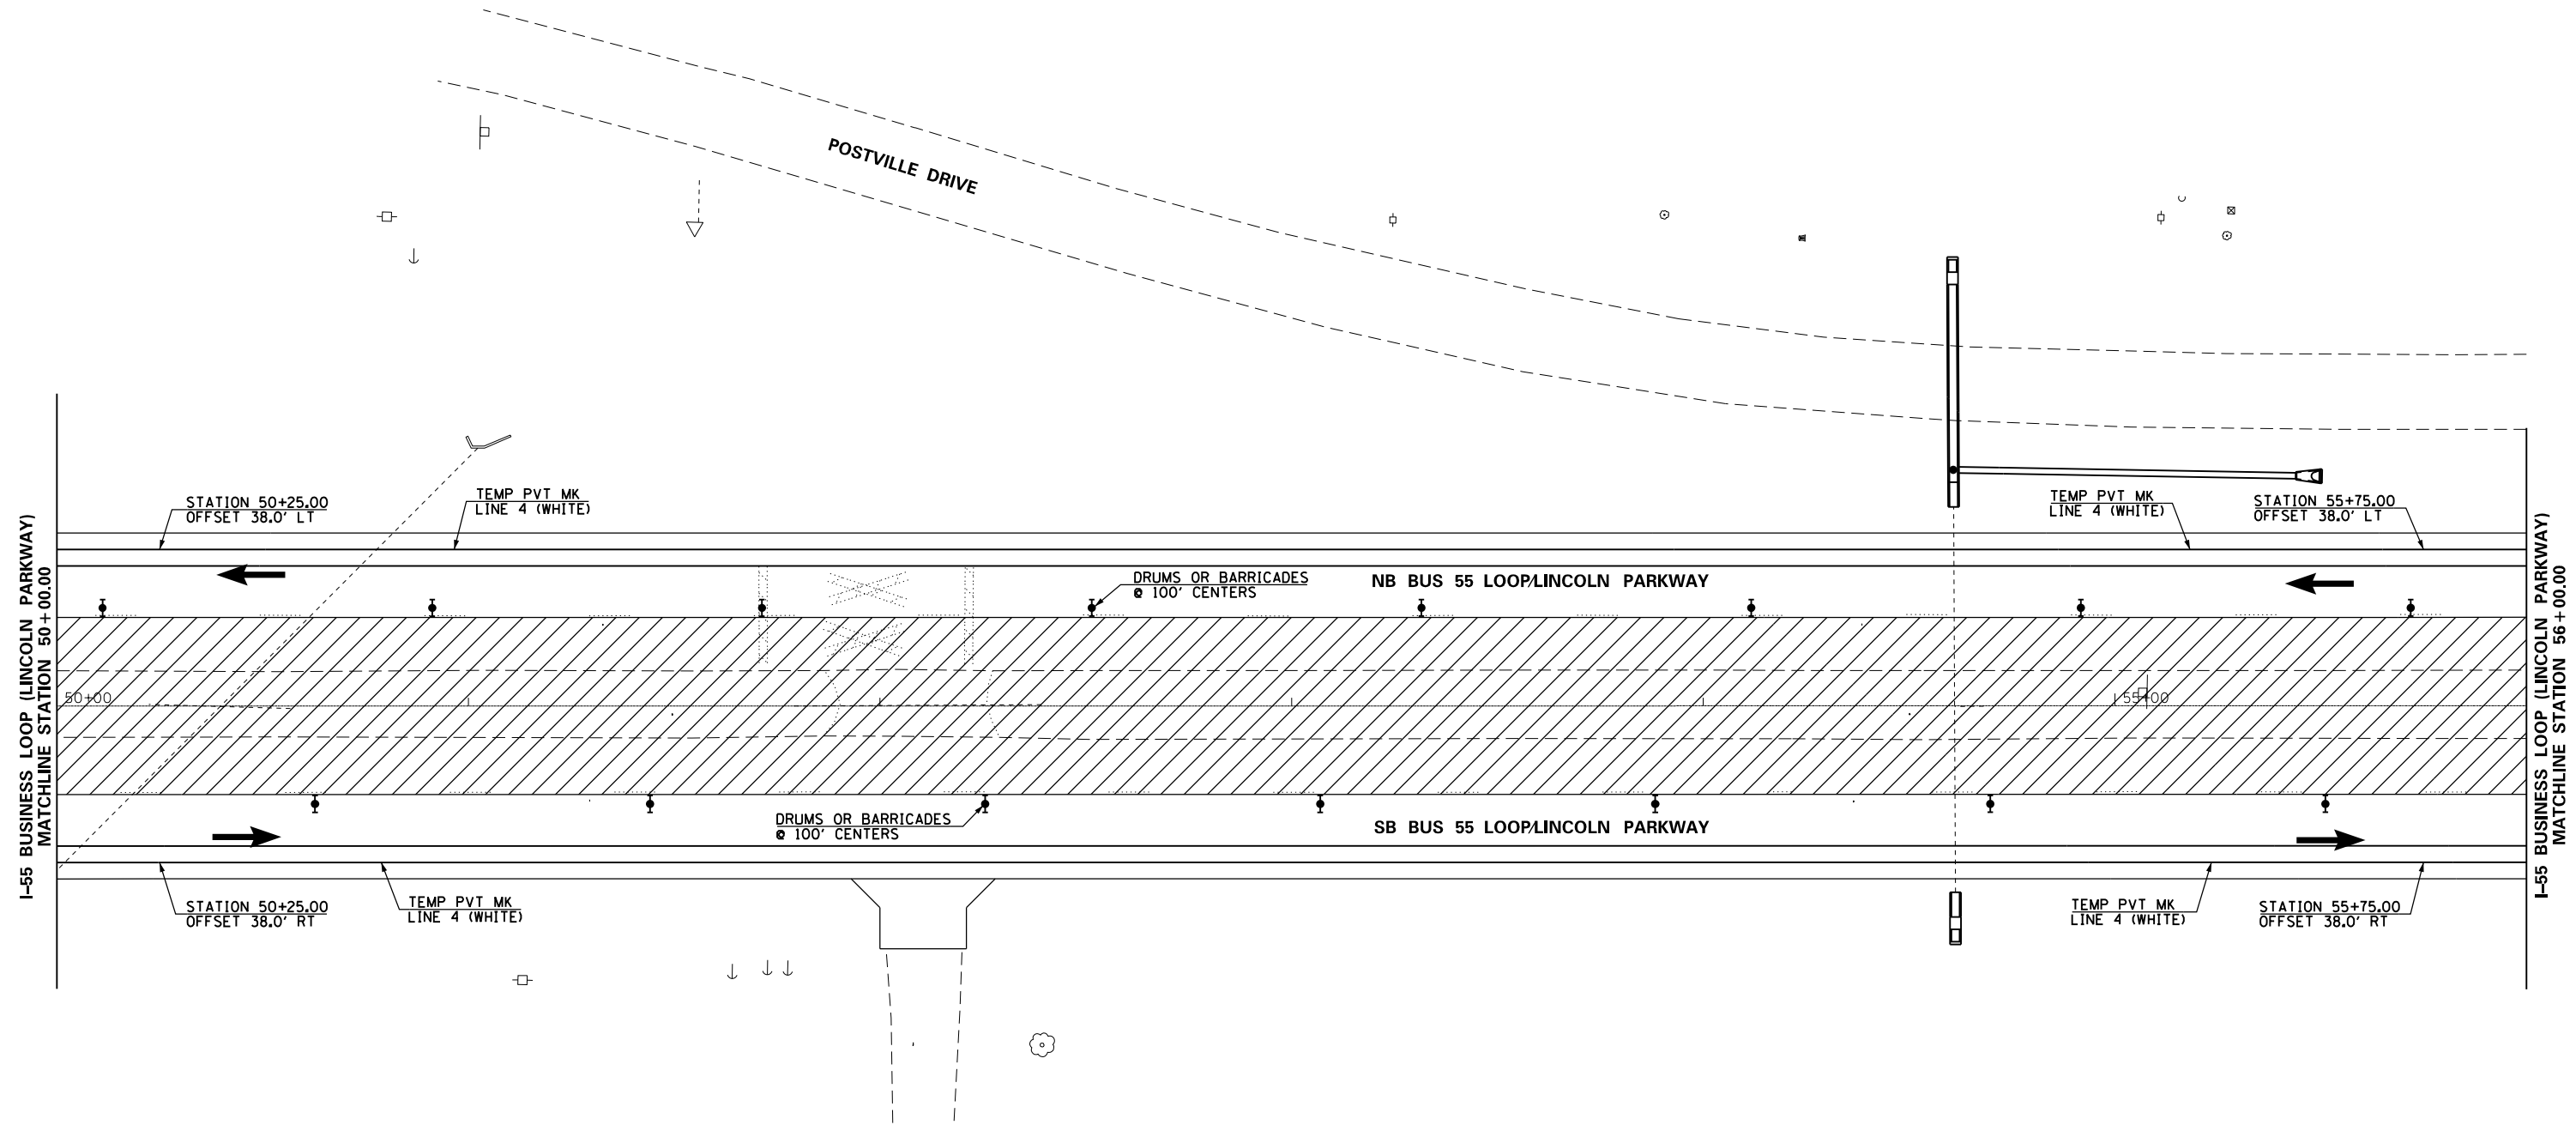 POSTVILLE DRIVE
I-55 BUSINESS LOOP (LINCOLN PARKWAY)
MATCHLINE STATION 50+00.00
STATION 50+25.00
OFFSET 38.0' LT
TEMP PVT MK
LINE 4 (WHITE)
TEMP PVT MK
LINE 4 (WHITE)
STATION 55+75.00
OFFSET 38.0' LT
DRUMS OR BARRICADES
@ 100' CENTERS
NB BUS 55 LOOP/LINCOLN PARKWAY
50+00
55+00
DRUMS OR BARRICADES
@ 100' CENTERS
SB BUS 55 LOOP/LINCOLN PARKWAY
STATION 50+25.00
OFFSET 38.0' RT
TEMP PVT MK
LINE 4 (WHITE)
TEMP PVT MK
LINE 4 (WHITE)
STATION 55+75.00
OFFSET 38.0' RT
I-55 BUSINESS LOOP (LINCOLN PARKWAY)
MATCHLINE STATION 56+00.00